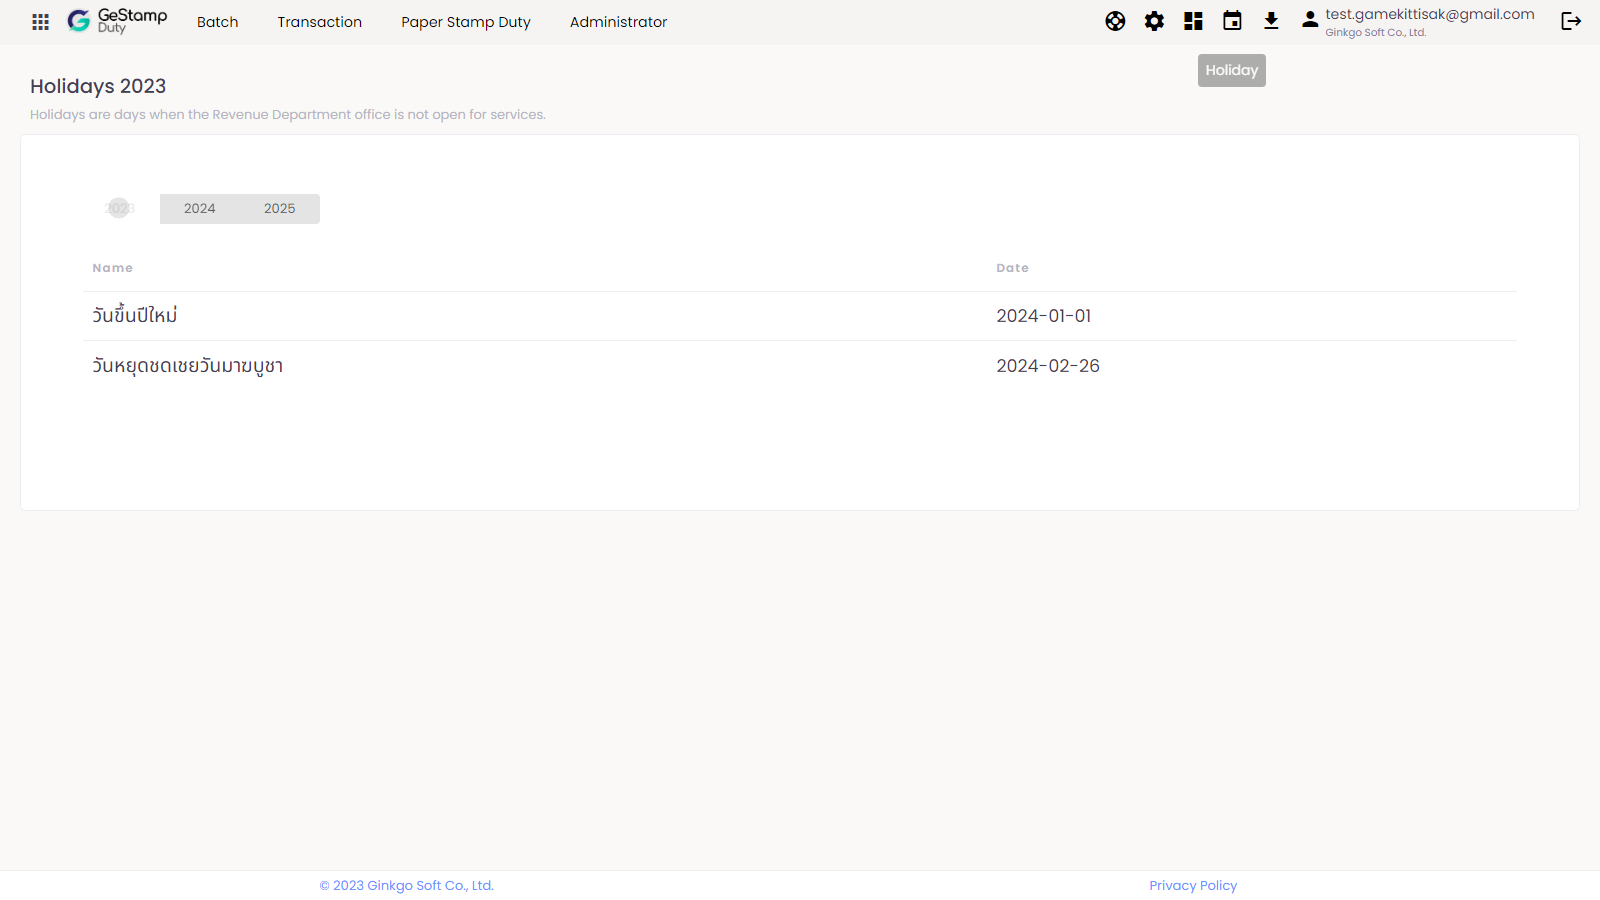 GeStamp
Duty
Batch
Transaction
Paper Stamp Duty
Administrator
test.gamekittisak@gmail.com
Ginkgo Soft Co., Ltd.
Holiday
Holidays 2023
Holidays are days when the Revenue Department office is not open for services.
2023 2024 2025
Name Date
วันขึ้นปีใหม่ 2024-01-01
วันหยุดชดเชยวันมาฆบูชา 2024-02-26
© 2023 Ginkgo Soft Co., Ltd. Privacy Policy